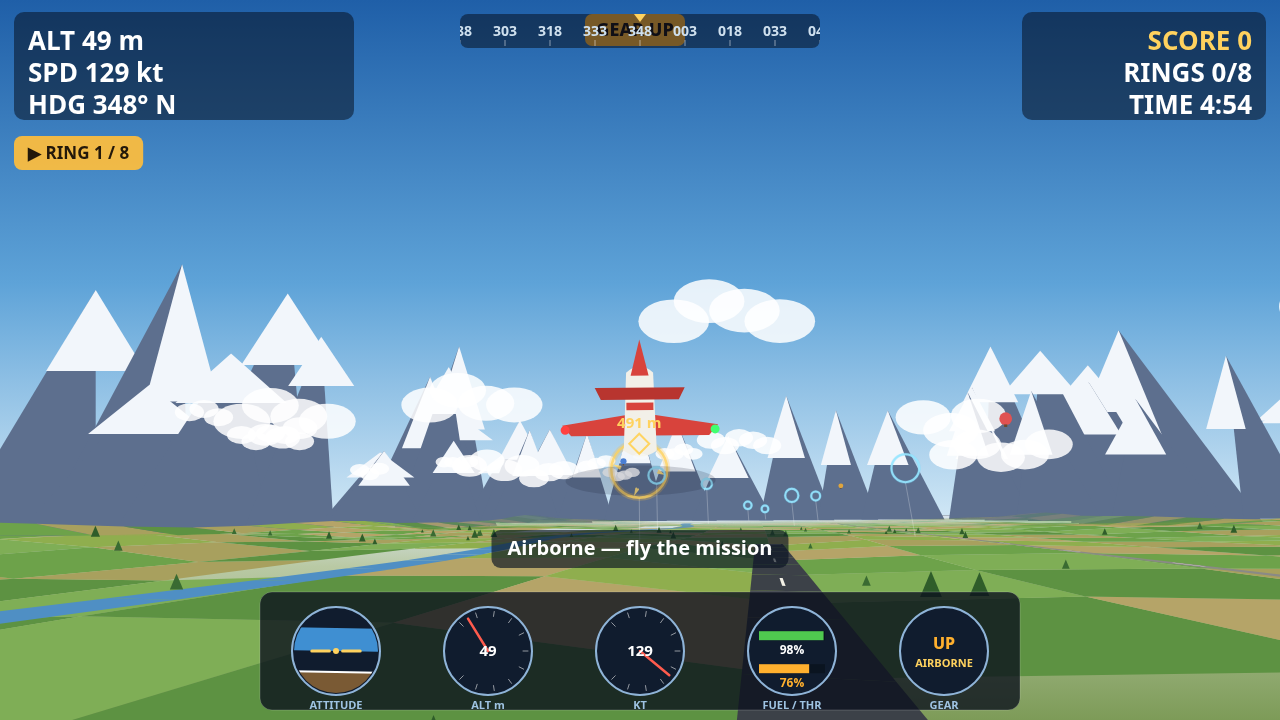 ALT 49 m
SPD 129 kt
HDG 348° N
GEAR UP
303 318 333 348 003 018 033
SCORE 0
RINGS 0/8
TIME 4:54
▶ RING 1 / 8
491 m
Airborne — fly the mission
49
129
98%
76%
UP
AIRBORNE
ATTITUDE
ALT m
KT
FUEL / THR
GEAR